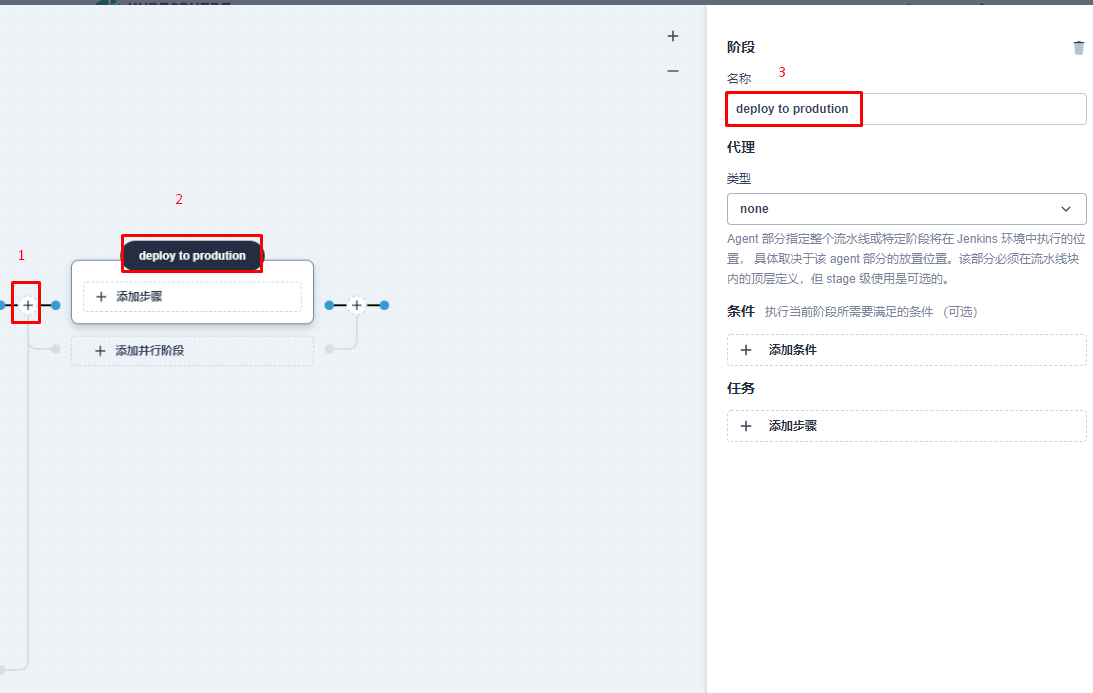 阶段
名称
3
deploy to prodution
代理
类型
none
Agent 部分指定整个流水线或特定阶段将在 Jenkins 环境中执行的位
置， 具体取决于该 agent 部分的放置位置。该部分必须在流水线块
内的顶层定义，但 stage 级使用是可选的。
条件 执行当前阶段所需要满足的条件 （可选）
添加条件
任务
添加步骤
2
1
deploy to prodution
添加步骤
添加并行阶段